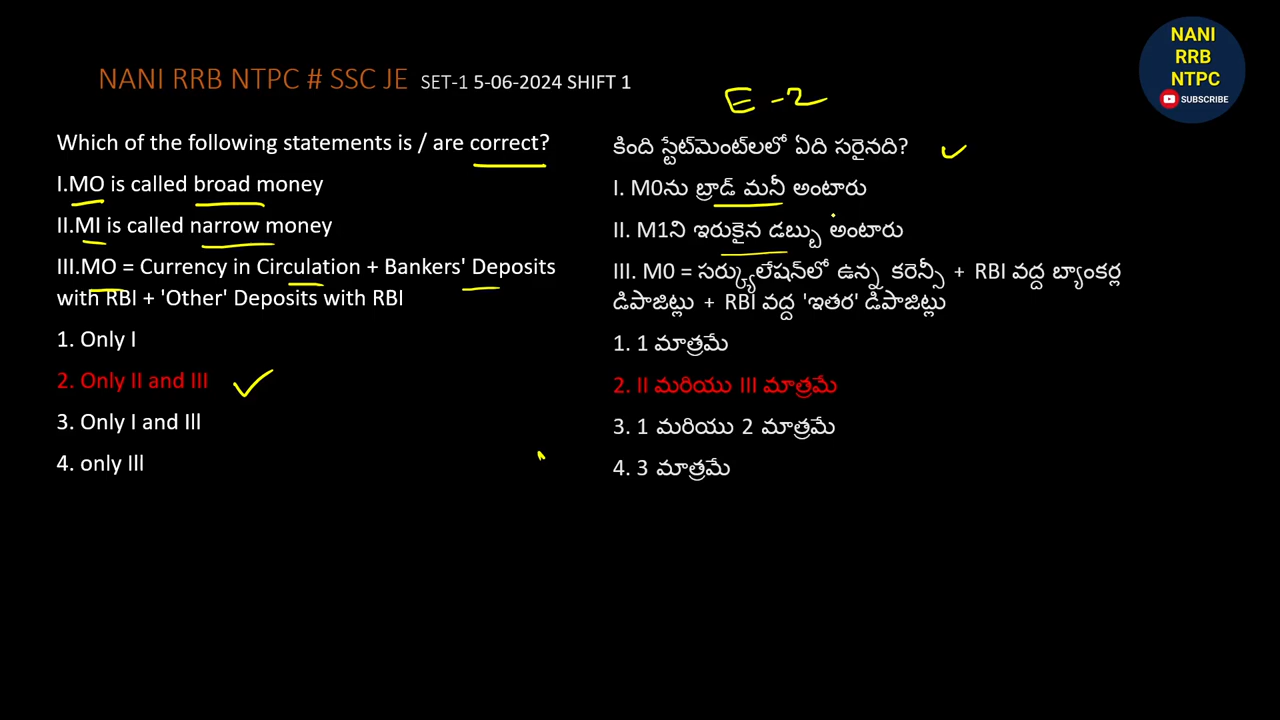 NANI RRB NTPC # SSC JE SET-1 5-06-2024 SHIFT 1
NANI
RRB
NTPC
SUBSCRIBE
E-2
Which of the following statements is / are correct?
I.MO is called broad money
II.MI is called narrow money
III.MO = Currency in Circulation + Bankers' Deposits
with RBI + 'Other' Deposits with RBI
1. Only I
2. Only II and III
3. Only I and Ill
4. only Ill
కింది స్టేట్‌మెంట్‌లలో ఏది సరైనది?
I. M0ను బ్రాడ్ మనీ అంటారు
II. M1ని ఇరుకైన డబ్బు అంటారు
III. M0 = సర్క్యులేషన్‌లో ఉన్న కరెన్సీ + RBI వద్ద బ్యాంకర్ల
డిపాజిట్లు + RBI వద్ద 'ఇతర' డిపాజిట్లు
1. 1 మాత్రమే
2. II మరియు III మాత్రమే
3. 1 మరియు 2 మాత్రమే
4. 3 మాత్రమే